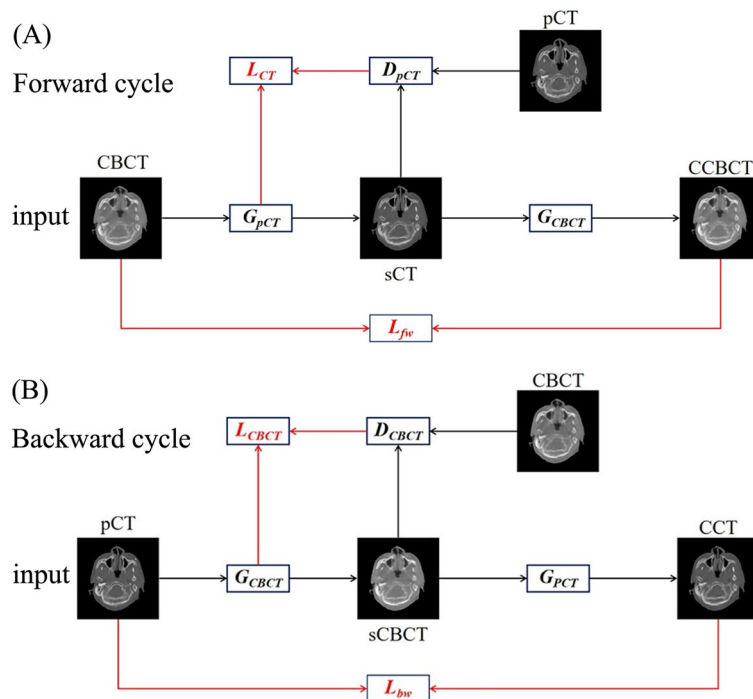 (A)
pCT
L_CT
D_pCT
Forward cycle
CBCT
CCBCT
input
G_pCT
G_CBCT
sCT
L_fw
(B)
CBCT
L_CBCT
D_CBCT
Backward cycle
pCT
CCT
input
G_CBCT
G_PCT
sCBCT
L_bw